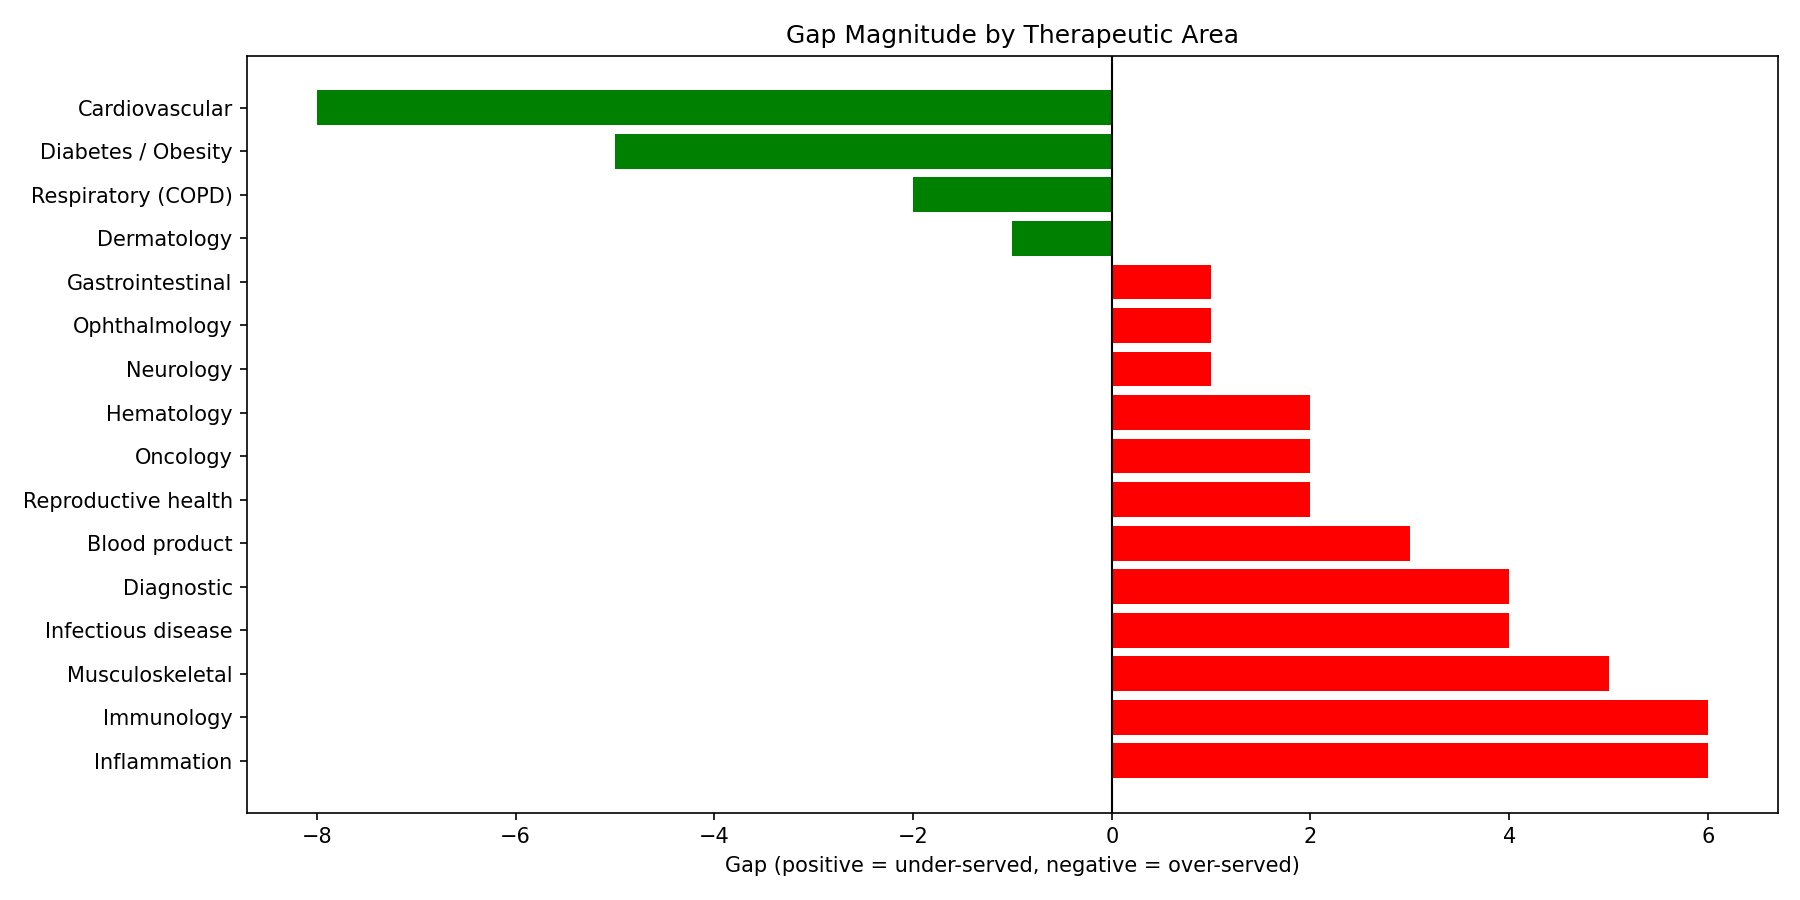 Gap Magnitude by Therapeutic Area
Cardiovascular
Diabetes / Obesity
Respiratory (COPD)
Dermatology
Gastrointestinal
Ophthalmology
Neurology
Hematology
Oncology
Reproductive health
Blood product
Diagnostic
Infectious disease
Musculoskeletal
Immunology
Inflammation
−8 −6 −4 −2 0 2 4 6
Gap (positive = under-served, negative = over-served)